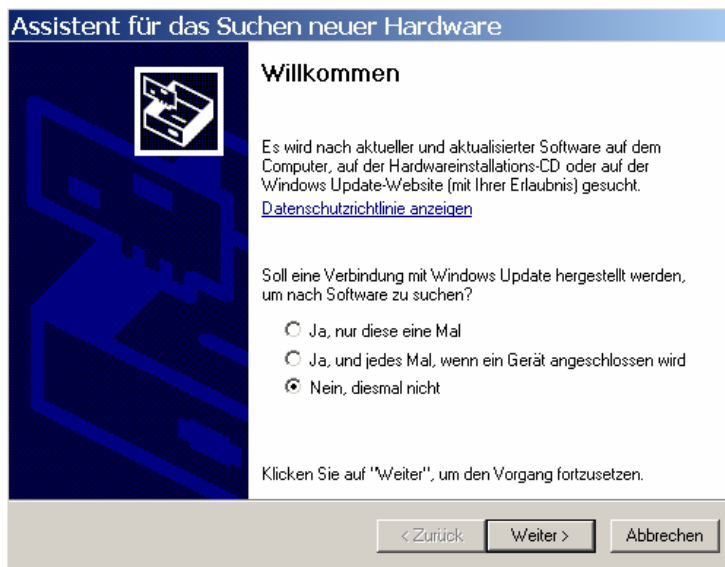 Assistent für das Suchen neuer Hardware
Willkommen
Es wird nach aktueller und aktualisierter Software auf dem
Computer, auf der Hardwareinstallations-CD oder auf der
Windows Update-Website (mit Ihrer Erlaubnis) gesucht.
Datenschutzrichtlinie anzeigen
Soll eine Verbindung mit Windows Update hergestellt werden,
um nach Software zu suchen?
Ja, nur diese eine Mal
Ja, und jedes Mal, wenn ein Gerät angeschlossen wird
Nein, diesmal nicht
Klicken Sie auf "Weiter", um den Vorgang fortzusetzen.
< Zurück Weiter > Abbrechen